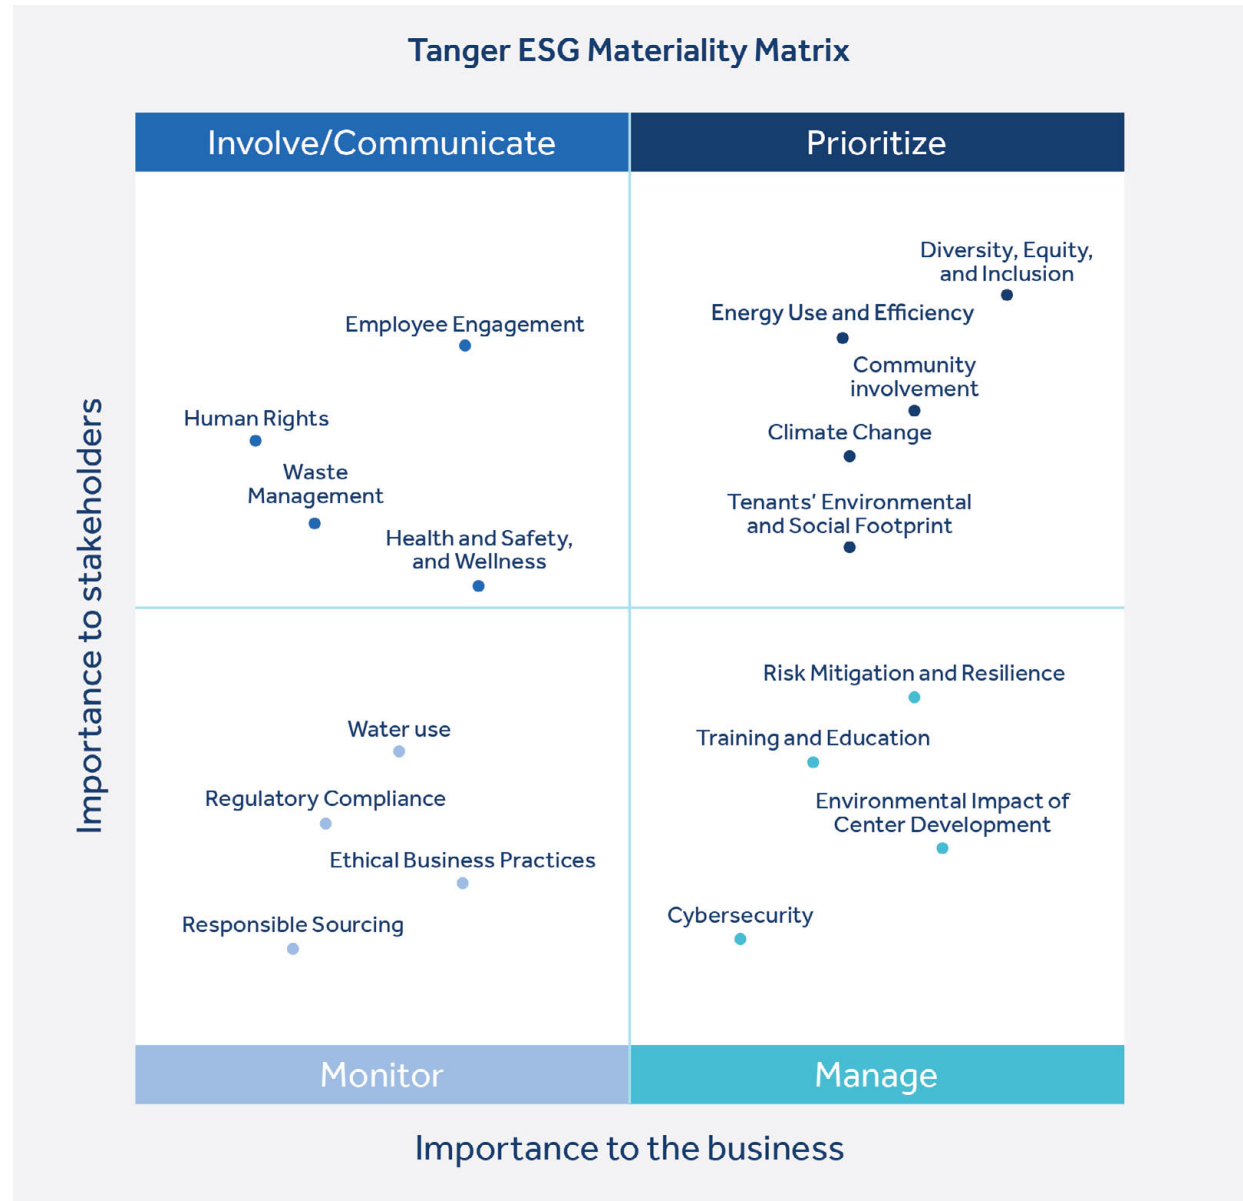 Tanger ESG Materiality Matrix
Involve/Communicate
Prioritize
Diversity, Equity,
and Inclusion
Energy Use and Efficiency
Employee Engagement
Community
involvement
Human Rights
Climate Change
Waste
Management
Tenants' Environmental
and Social Footprint
Health and Safety,
and Wellness
Importance to stakeholders
Risk Mitigation and Resilience
Water use
Training and Education
Regulatory Compliance
Environmental Impact of
Center Development
Ethical Business Practices
Responsible Sourcing
Cybersecurity
Monitor
Manage
Importance to the business